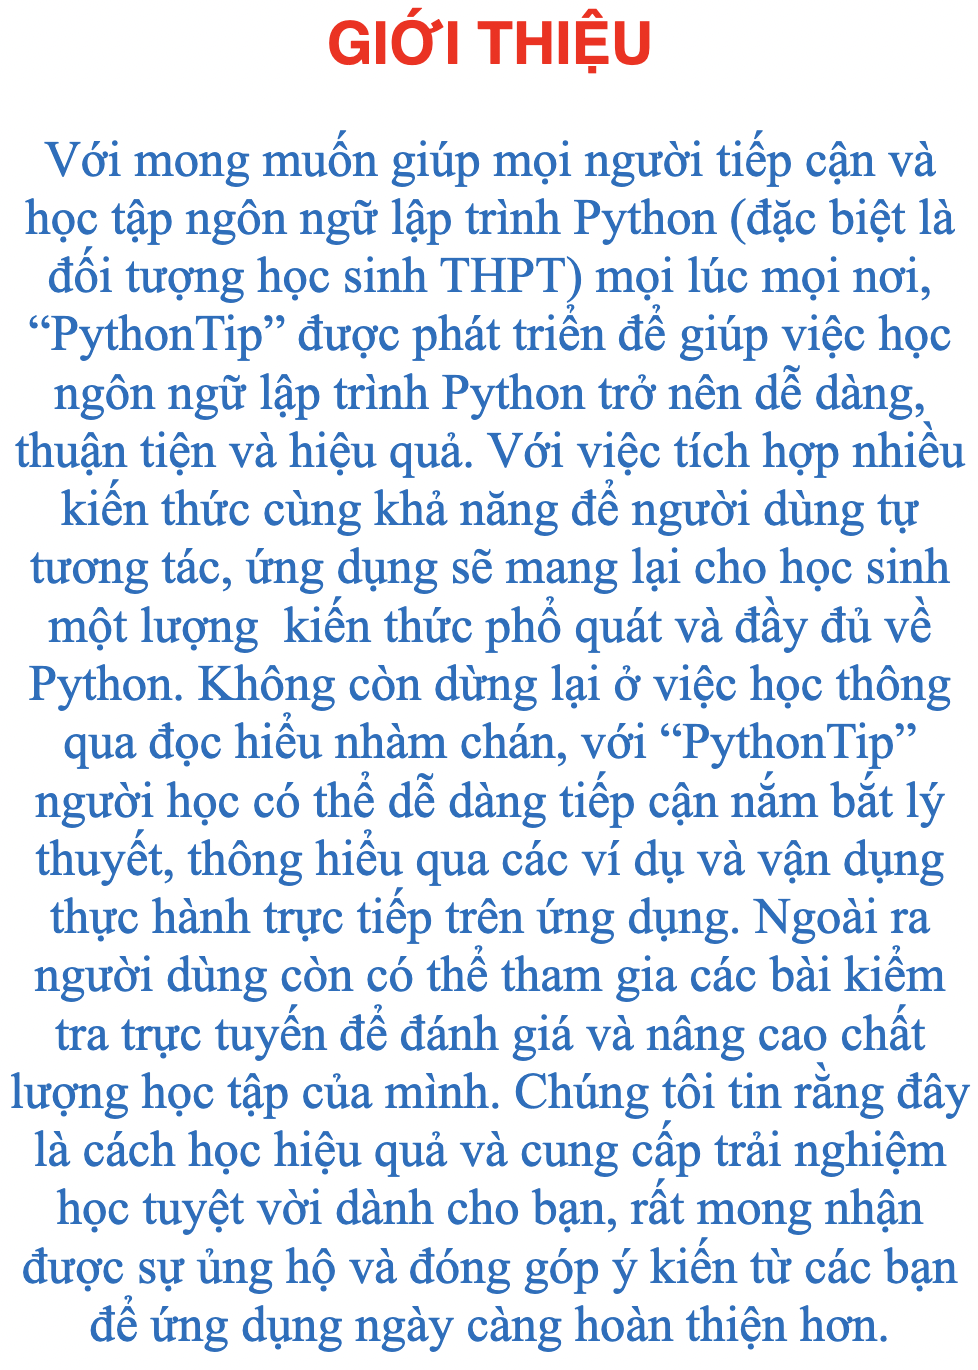 GIỚI THIỆU
Với mong muốn giúp mọi người tiếp cận và
học tập ngôn ngữ lập trình Python (đặc biệt là
đối tượng học sinh THPT) mọi lúc mọi nơi,
“PythonTip” được phát triển để giúp việc học
ngôn ngữ lập trình Python trở nên dễ dàng,
thuận tiện và hiệu quả. Với việc tích hợp nhiều
kiến thức cùng khả năng để người dùng tự
tương tác, ứng dụng sẽ mang lại cho học sinh
một lượng  kiến thức phổ quát và đầy đủ về
Python. Không còn dừng lại ở việc học thông
qua đọc hiểu nhàm chán, với “PythonTip”
người học có thể dễ dàng tiếp cận nắm bắt lý
thuyết, thông hiểu qua các ví dụ và vận dụng
thực hành trực tiếp trên ứng dụng. Ngoài ra
người dùng còn có thể tham gia các bài kiểm
tra trực tuyến để đánh giá và nâng cao chất
lượng học tập của mình. Chúng tôi tin rằng đây
là cách học hiệu quả và cung cấp trải nghiệm
học tuyệt vời dành cho bạn, rất mong nhận
được sự ủng hộ và đóng góp ý kiến từ các bạn
để ứng dụng ngày càng hoàn thiện hơn.